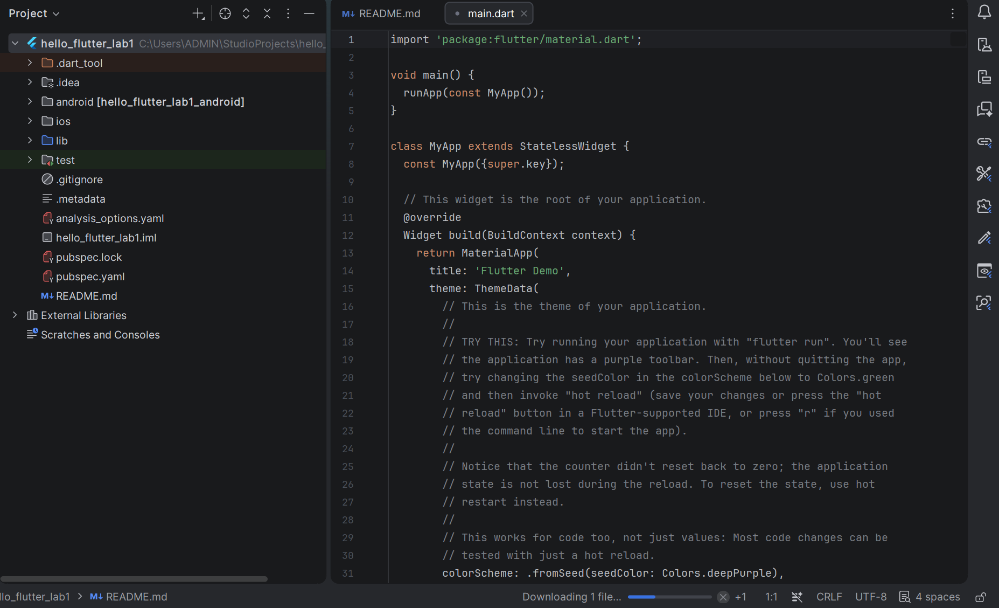 Project
hello_flutter_lab1 C:\Users\ADMIN\StudioProjects\hello_
.dart_tool
.idea
android [hello_flutter_lab1_android]
ios
lib
test
.gitignore
.metadata
analysis_options.yaml
hello_flutter_lab1.iml
pubspec.lock
pubspec.yaml
M↓ README.md
External Libraries
Scratches and Consoles
M↓ README.md
main.dart
1 import 'package:flutter/material.dart';
2
3 void main() {
4 runApp(const MyApp());
5 }
6
7 class MyApp extends StatelessWidget {
8 const MyApp({super.key});
9
10 // This widget is the root of your application.
11 @override
12 Widget build(BuildContext context) {
13 return MaterialApp(
14 title: 'Flutter Demo',
15 theme: ThemeData(
16 // This is the theme of your application.
17 //
18 // TRY THIS: Try running your application with "flutter run". You'll see
19 // the application has a purple toolbar. Then, without quitting the app,
20 // try changing the seedColor in the colorScheme below to Colors.green
21 // and then invoke "hot reload" (save your changes or press the "hot
22 // reload" button in a Flutter-supported IDE, or press "r" if you used
23 // the command line to start the app).
24 //
25 // Notice that the counter didn't reset back to zero; the application
26 // state is not lost during the reload. To reset the state, use hot
27 // restart instead.
28 //
29 // This works for code too, not just values: Most code changes can be
30 // tested with just a hot reload.
31 colorScheme: .fromSeed(seedColor: Colors.deepPurple),
llo_flutter_lab1 > M↓ README.md
Downloading 1 file... +1 1:1 CRLF UTF-8 4 spaces